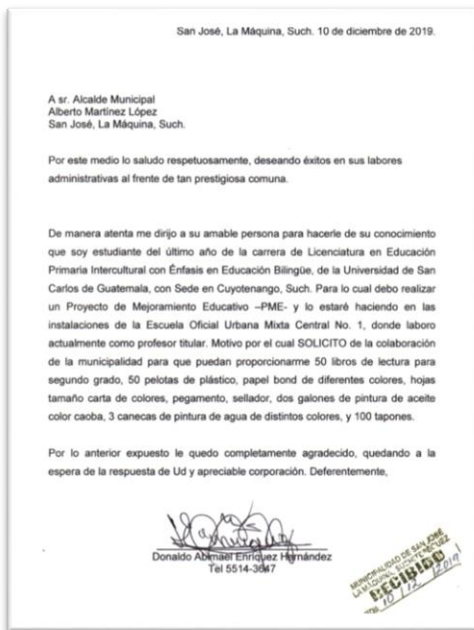 San José, La Máquina, Such. 10 de diciembre de 2019.
A sr. Alcalde Municipal
Alberto Martínez López
San José, La Máquina, Such.
Por este medio lo saludo respetuosamente, deseando éxitos en sus labores
administrativas al frente de tan prestigiosa comuna.
De manera atenta me dirijo a su amable persona para hacerle de su conocimiento
que soy estudiante del último año de la carrera de Licenciatura en Educación
Primaria Intercultural con Énfasis en Educación Bilingüe, de la Universidad de San
Carlos de Guatemala, con Sede en Cuyotenango, Such. Para lo cual debo realizar
un Proyecto de Mejoramiento Educativo –PME- y lo estaré haciendo en las
instalaciones de la Escuela Oficial Urbana Mixta Central No. 1, donde laboro
actualmente como profesor titular. Motivo por el cual SOLICITO de la colaboración
de la municipalidad para que puedan proporcionarme 50 libros de lectura para
segundo grado, 50 pelotas de plástico, papel bond de diferentes colores, hojas
tamaño carta de colores, pegamento, sellador, dos galones de pintura de aceite
color caoba, 3 canecas de pintura de agua de distintos colores, y 100 tapones.
Por lo anterior expuesto le quedo completamente agradecido, quedando a la
espera de la respuesta de Ud y apreciable corporación. Deferentemente,
Donaldo Abimael Enríquez Hernández
Tel 5514-3647
MUNICIPALIDAD DE SAN JOSÉ
LA MÁQUINA, SUCHITEPÉQUEZ
RECIBIDO
10 / 12 / 2019